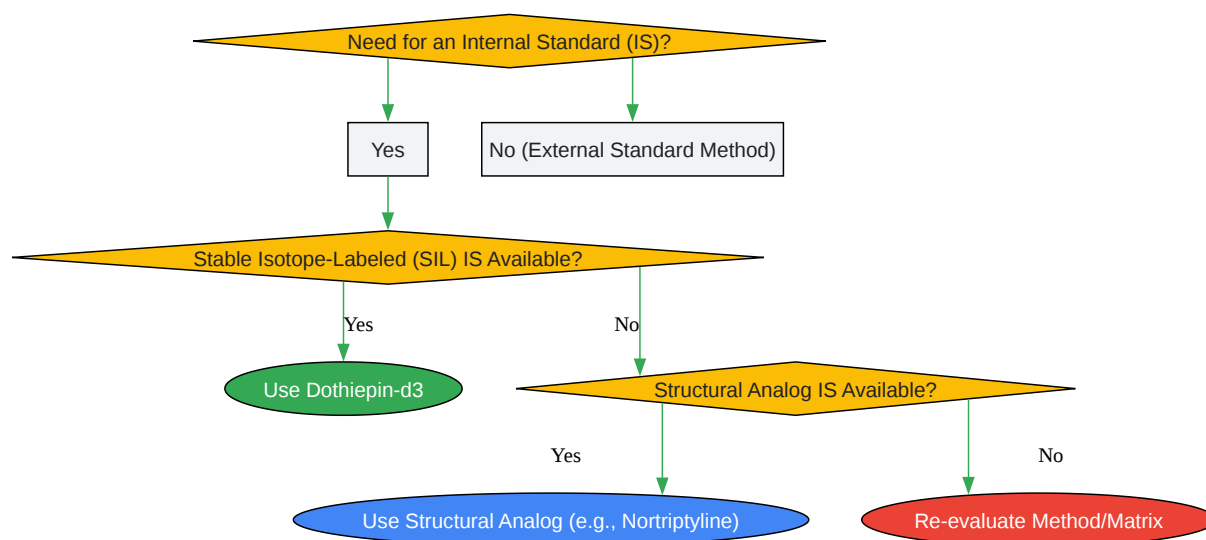 Need for an Internal Standard (IS)?
Yes
No (External Standard Method)
Stable Isotope-Labeled (SIL) IS Available?
Yes
No
Use Dothiepin-d3
Structural Analog IS Available?
Yes
No
Use Structural Analog (e.g., Nortriptyline)
Re-evaluate Method/Matrix